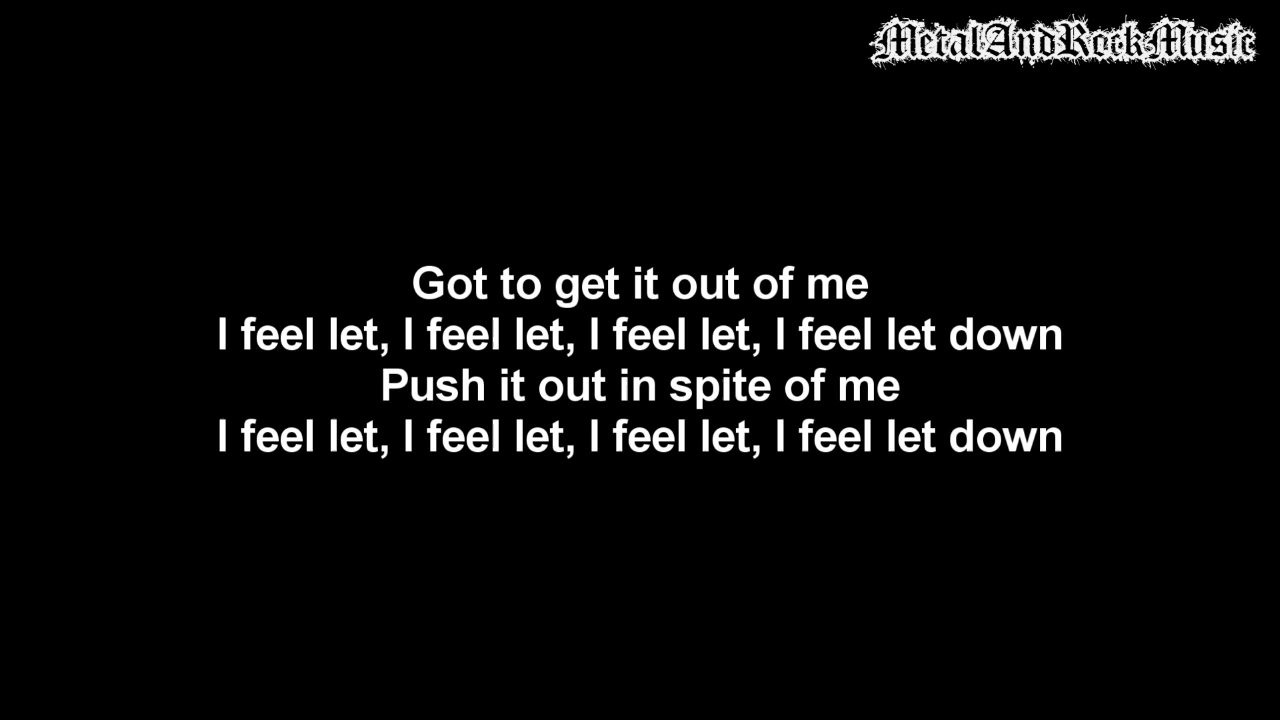 MetalAndRockMusic
Got to get it out of me
I feel let, I feel let, I feel let, I feel let down
Push it out in spite of me
I feel let, I feel let, I feel let, I feel let down